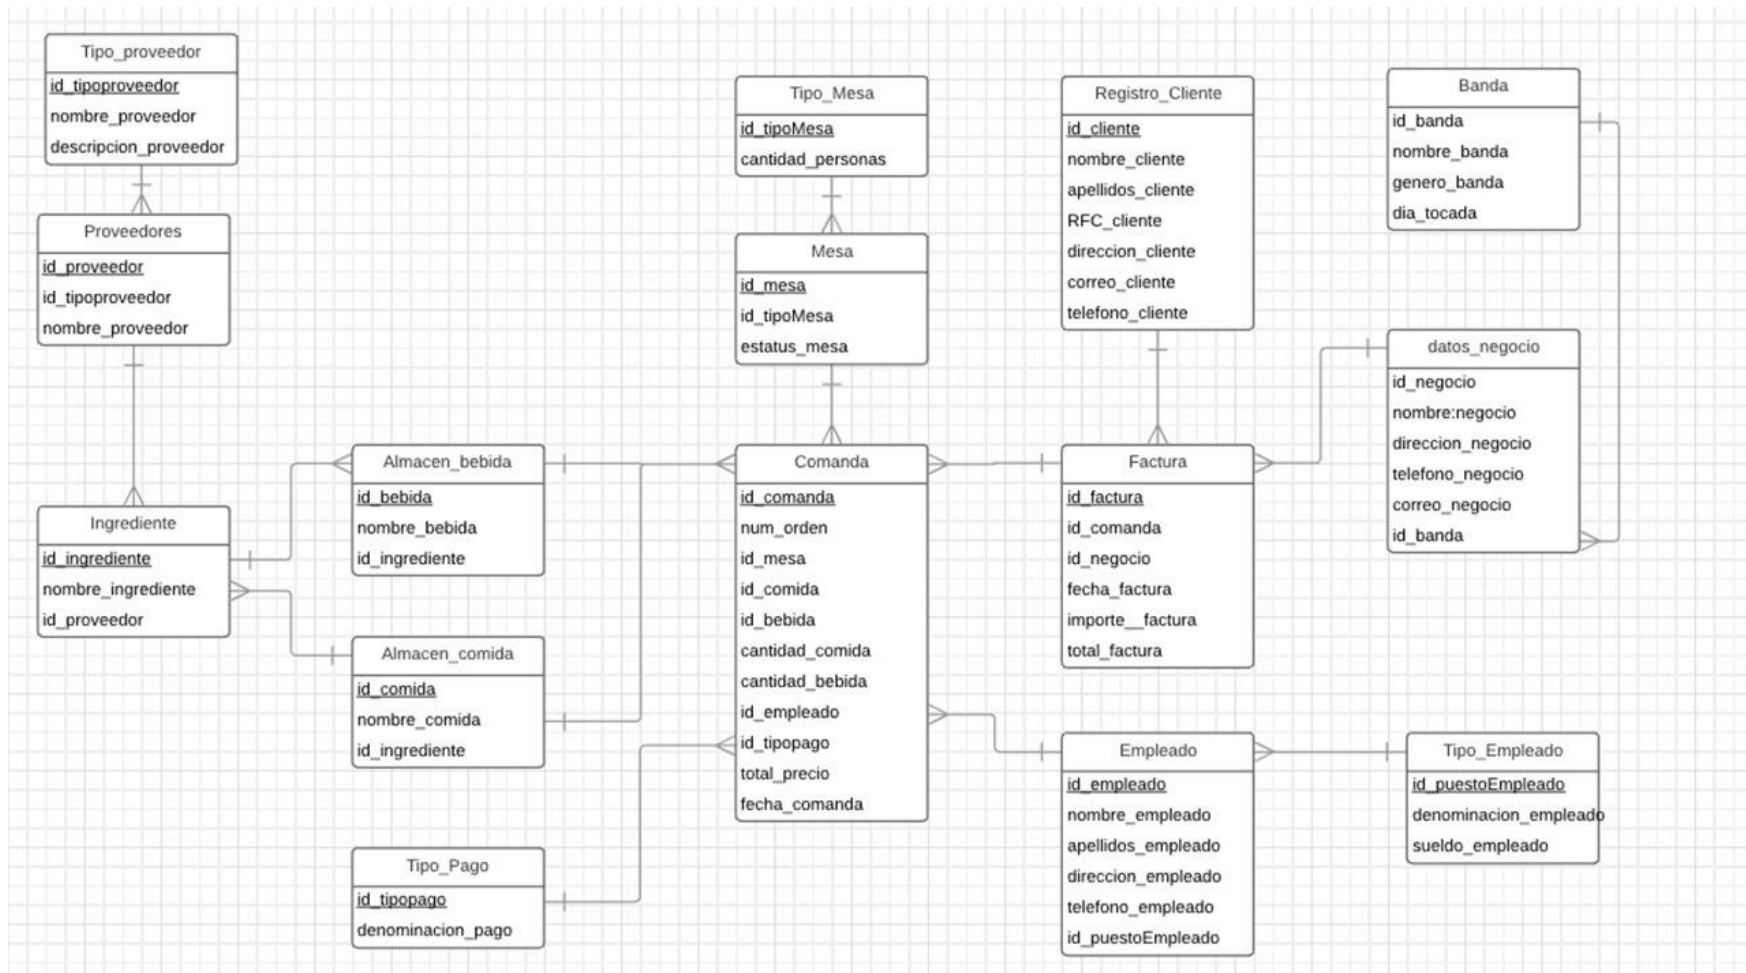 Tipo_proveedor
id_tipoproveedor
nombre_proveedor
descripcion_proveedor
Proveedores
id_proveedor
id_tipoproveedor
nombre_proveedor
Ingrediente
id_ingrediente
nombre_ingrediente
id_proveedor
Almacen_bebida
id_bebida
nombre_bebida
id_ingrediente
Almacen_comida
id_comida
nombre_comida
id_ingrediente
Tipo_Pago
id_tipopago
denominacion_pago
Tipo_Mesa
id_tipoMesa
cantidad_personas
Mesa
id_mesa
id_tipoMesa
estatus_mesa
Comanda
id_comanda
num_orden
id_mesa
id_comida
id_bebida
cantidad_comida
cantidad_bebida
id_empleado
id_tipopago
total_precio
fecha_comanda
Registro_Cliente
id_cliente
nombre_cliente
apellidos_cliente
RFC_cliente
direccion_cliente
correo_cliente
telefono_cliente
Factura
id_factura
id_comanda
id_negocio
fecha_factura
importe__factura
total_factura
Empleado
id_empleado
nombre_empleado
apellidos_empleado
direccion_empleado
telefono_empleado
id_puestoEmpleado
Banda
id_banda
nombre_banda
genero_banda
dia_tocada
datos_negocio
id_negocio
nombre:negocio
direccion_negocio
telefono_negocio
correo_negocio
id_banda
Tipo_Empleado
id_puestoEmpleado
denominacion_empleado
sueldo_empleado